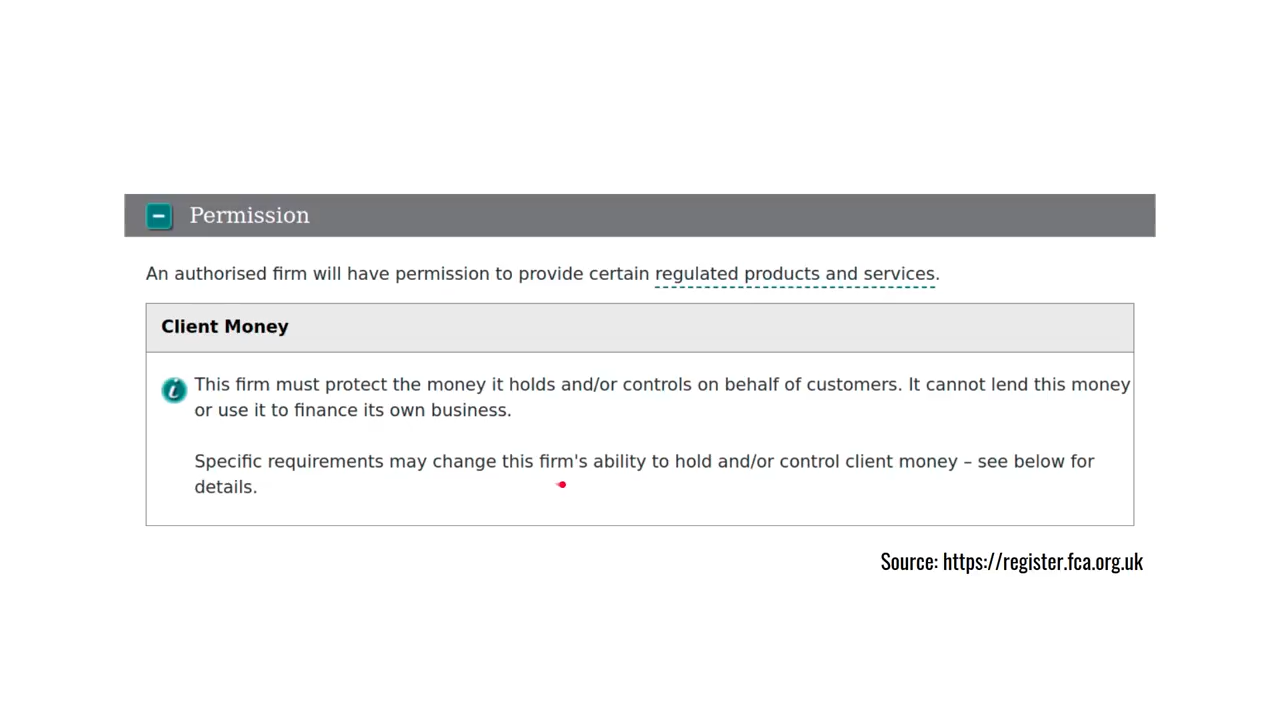 Permission
An authorised firm will have permission to provide certain regulated products and services.
Client Money
This firm must protect the money it holds and/or controls on behalf of customers. It cannot lend this money
or use it to finance its own business.
Specific requirements may change this firm's ability to hold and/or control client money – see below for
details.
Source: https://register.fca.org.uk